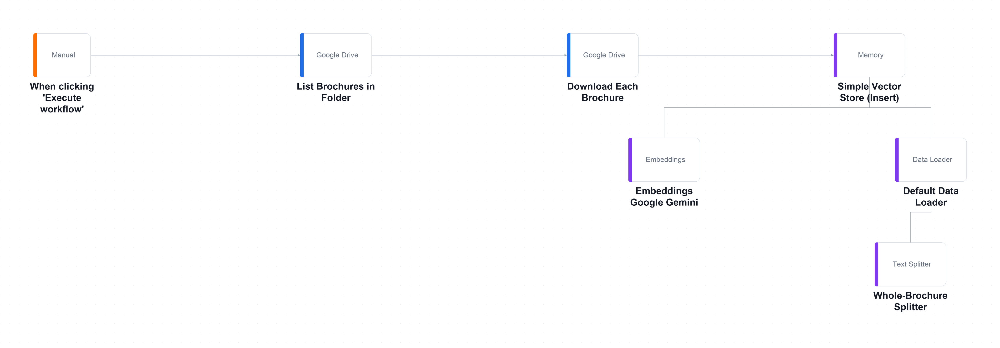 Manual
When clicking
'Execute
workflow'
Google Drive
List Brochures in
Folder
Google Drive
Download Each
Brochure
Memory
Simple Vector
Store (Insert)
Embeddings
Embeddings
Google Gemini
Data Loader
Default Data
Loader
Text Splitter
Whole-Brochure
Splitter